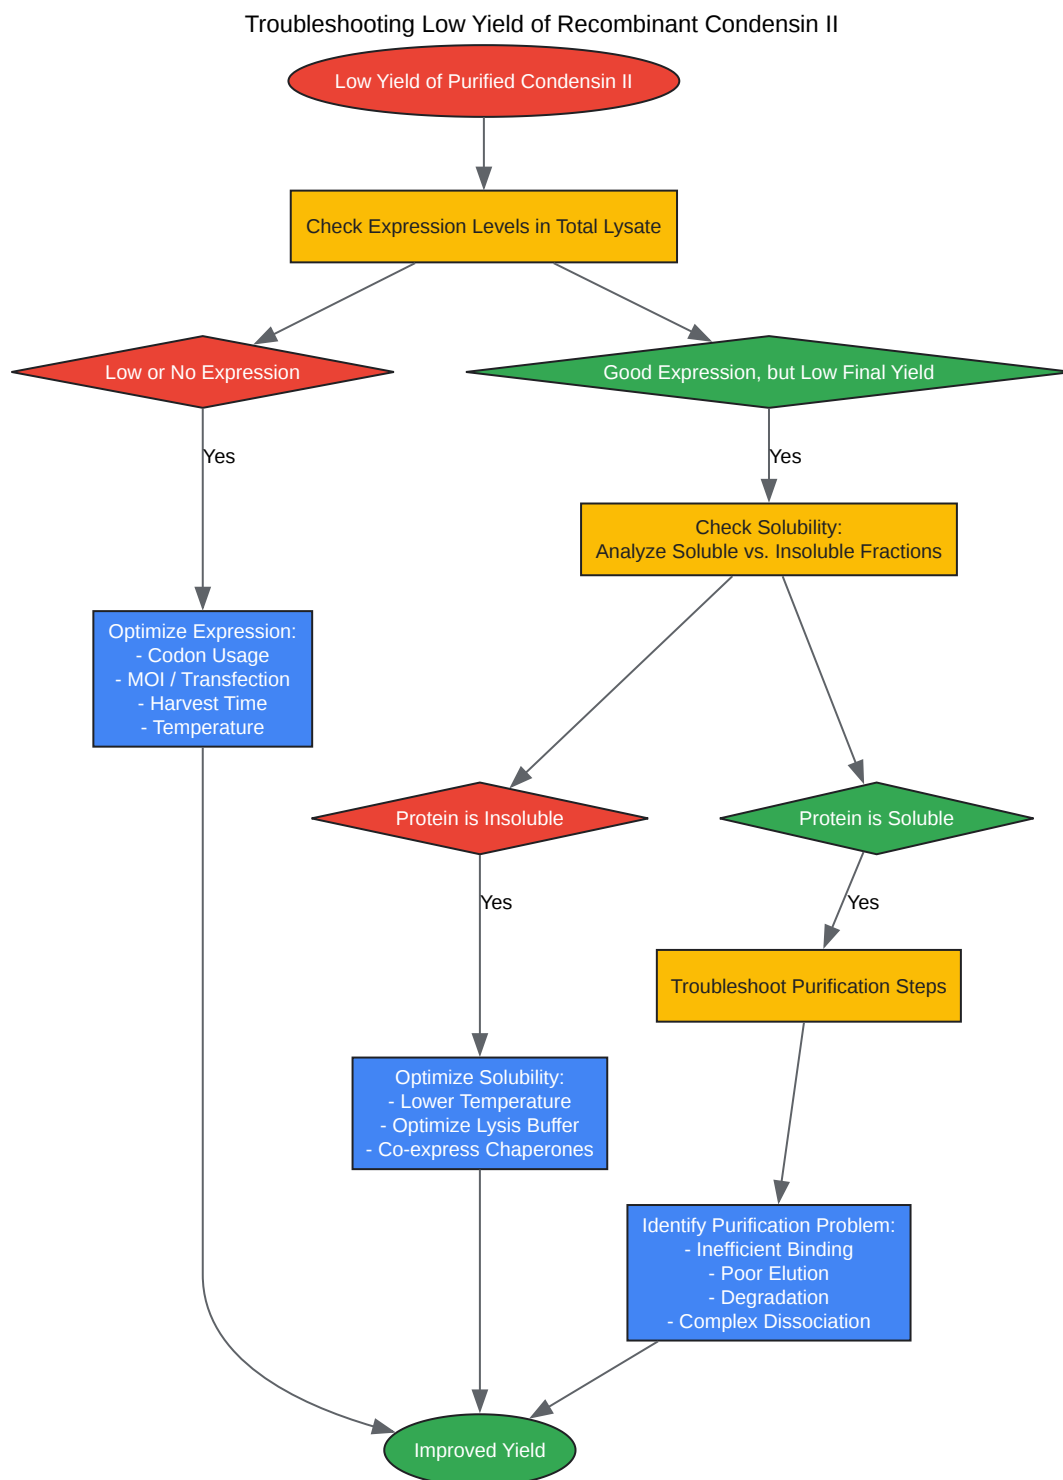 Troubleshooting Low Yield of Recombinant Condensin II
Low Yield of Purified Condensin II
Check Expression Levels in Total Lysate
Low or No Expression
Good Expression, but Low Final Yield
Yes
Yes
Check Solubility:
Analyze Soluble vs. Insoluble Fractions
Optimize Expression:
- Codon Usage
- MOI / Transfection
- Harvest Time
- Temperature
Protein is Insoluble
Protein is Soluble
Yes
Yes
Troubleshoot Purification Steps
Optimize Solubility:
- Lower Temperature
- Optimize Lysis Buffer
- Co-express Chaperones
Identify Purification Problem:
- Inefficient Binding
- Poor Elution
- Degradation
- Complex Dissociation
Improved Yield